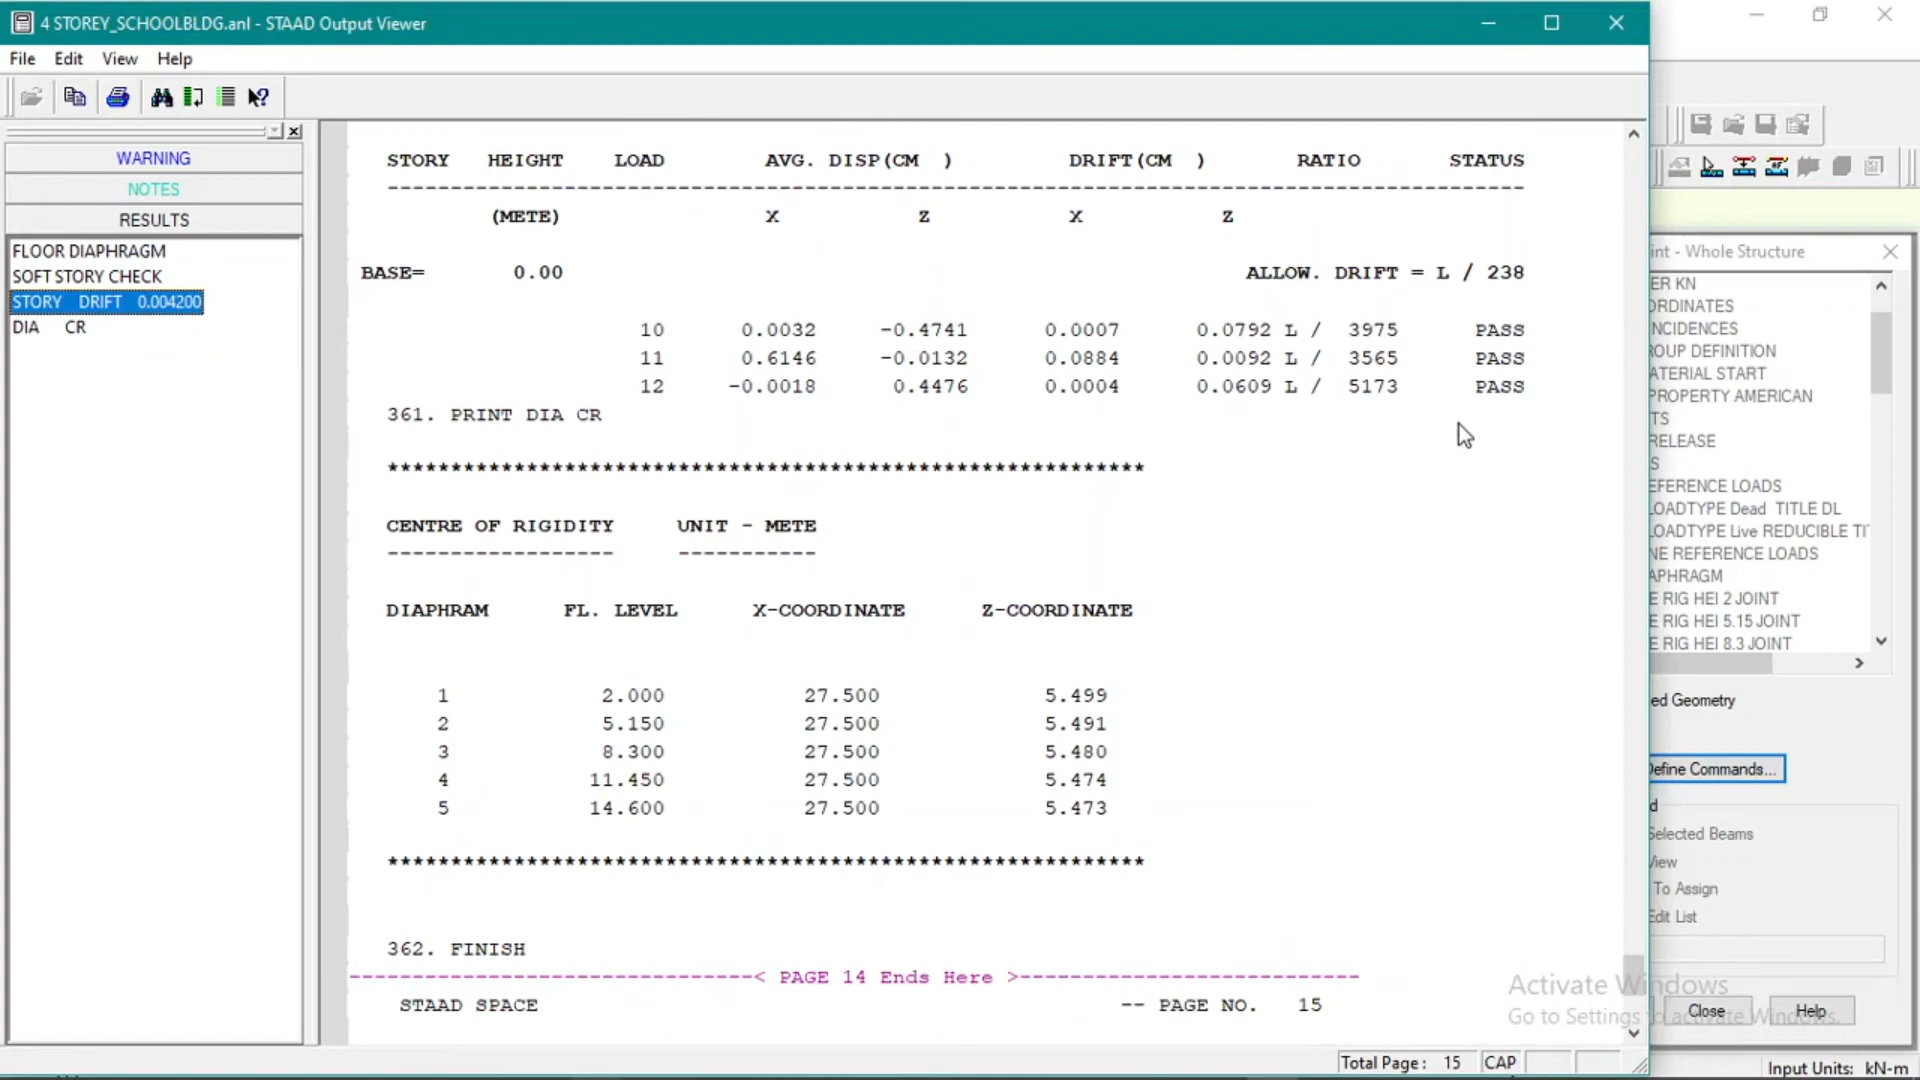 4 STOREY_SCHOOLBLDG.anl - STAAD Output Viewer
File Edit View Help
WARNING
NOTES
RESULTS
FLOOR DIAPHRAGM
SOFT STORY CHECK
STORY DRIFT 0.004200
DIA CR
STORY HEIGHT LOAD AVG. DISP(CM ) DRIFT(CM ) RATIO STATUS
(METE) X Z X Z
BASE= 0.00 ALLOW. DRIFT = L / 238
10 0.0032 -0.4741 0.0007 0.0792 L / 3975 PASS
11 0.6146 -0.0132 0.0884 0.0092 L / 3565 PASS
12 -0.0018 0.4476 0.0004 0.0609 L / 5173 PASS
361. PRINT DIA CR
************************************************************
CENTRE OF RIGIDITY UNIT - METE
------------------ -----------
DIAPHRAM FL. LEVEL X-COORDINATE Z-COORDINATE
1 2.000 27.500 5.499
2 5.150 27.500 5.491
3 8.300 27.500 5.480
4 11.450 27.500 5.474
5 14.600 27.500 5.473
************************************************************
362. FINISH
--------------------------------< PAGE 14 Ends Here >---------------------------
STAAD SPACE -- PAGE NO. 15
Total Page : 15 CAP
int - Whole Structure
ER KN
ORDINATES
NCIDENCES
ROUP DEFINITION
ATERIAL START
PROPERTY AMERICAN
TS
RELEASE
S
EFERENCE LOADS
LOADTYPE Dead TITLE DL
LOADTYPE Live REDUCIBLE TI
NE REFERENCE LOADS
APHRAGM
E RIG HEI 2 JOINT
E RIG HEI 5.15 JOINT
E RIG HEI 8.3 JOINT
ed Geometry
Define Commands...
d
Selected Beams
View
To Assign
Edit List
Activate Windows
Go to Settings to activate Windows.
Close Help
Input Units: kN-m